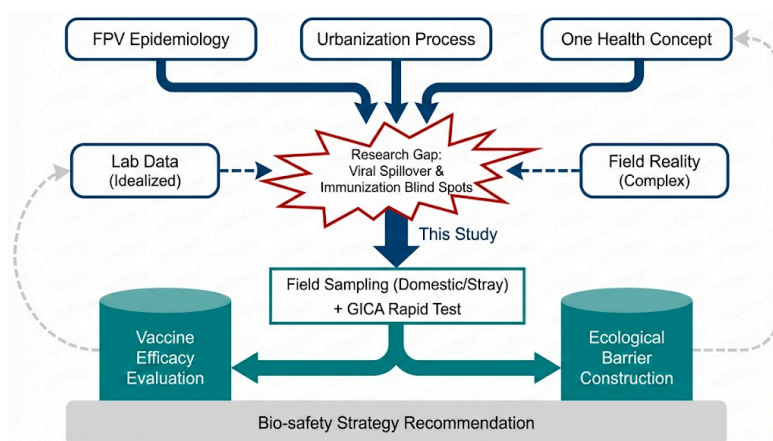 FPV Epidemiology
Urbanization Process
One Health Concept
Lab Data
(Idealized)
Research Gap:
Viral Spillover &
Immunization Blind Spots
Field Reality
(Complex)
This Study
Field Sampling (Domestic/Stray)
+ GICA Rapid Test
Vaccine
Efficacy
Evaluation
Ecological
Barrier
Construction
Bio-safety Strategy Recommendation